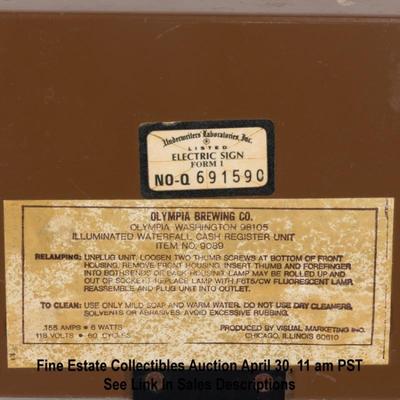 Underwriters' Laboratories, Inc.
LISTED
ELECTRIC SIGN
FORM 1
NO-Q 691590
OLYMPIA BREWING CO.
OLYMPIA WASHINGTON 98105
ILLUMINATED WATERFALL CASH REGISTER UNIT
ITEM NO. 9089
RELAMPING: UNPLUG UNIT. LOOSEN TWO THUMB SCREWS AT BOTTOM OF FRONT
HOUSING. REMOVE FRONT HOUSING. INSERT THUMB AND FOREFINGER
INTO BOTH ENDS OF BACK HOUSING. LAMP MAY BE ROLLED UP AND
OUT OF SOCKET. REPLACE LAMP WITH F6T5/CW FLUORESCENT LAMP.
REASSEMBLE AND PLUG UNIT INTO OUTLET.
TO CLEAN: USE ONLY MILD SOAP AND WARM WATER. DO NOT USE DRY CLEANERS,
SOLVENTS OR ABRASIVES. AVOID EXCESSIVE RUBBING.
.155 AMPS • 6 WATTS
118 VOLTS • 60 CYCLES
PRODUCED BY VISUAL MARKETING INC.
CHICAGO, ILLINOIS 60610
Fine Estate Collectibles Auction April 30, 11 am PST
See Link In Sales Descriptions